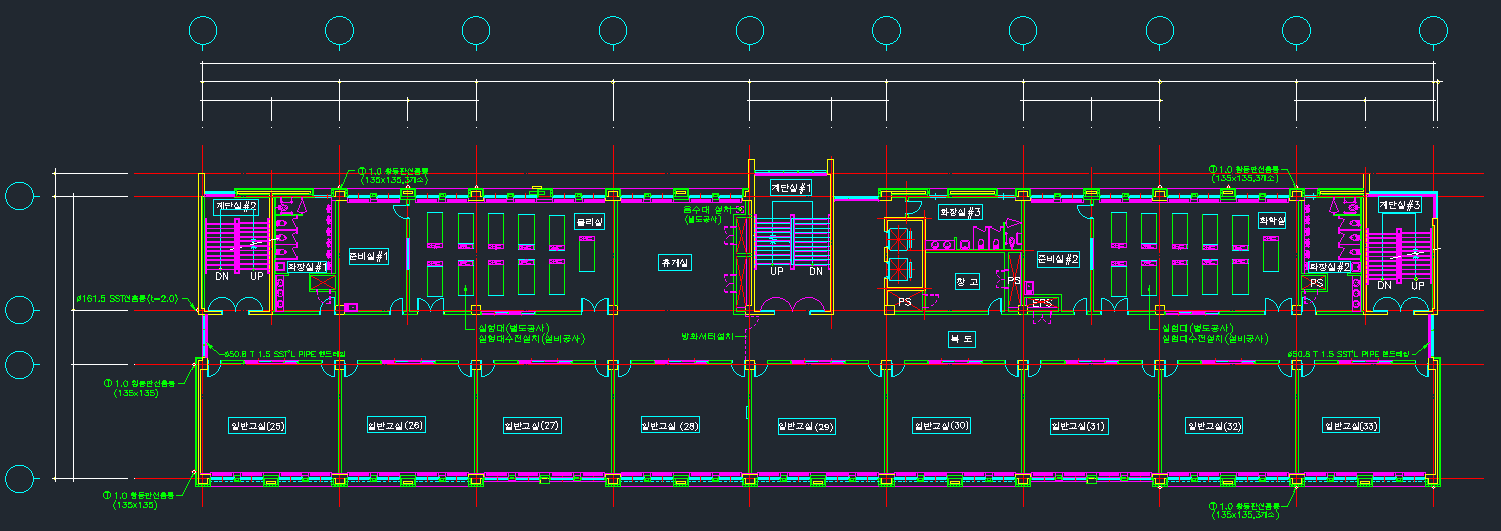 ① 1.0 황동판선홈통
(135x135,3개소)
① 1.0 황동판선홈통
(135x135,3개소)
계단실#1
계단실#2
음수대 설치
(별도공사)
화장실#3
계단실#3
물리실
화학실
준비실#1
준비실#2
휴게실
화장실#1
화장실#2
DN
UP
UP
DN
DN
UP
창 고
PS
PS
PS
EPS
ø161.5 SST선홈통(t=2.0)
실험대(별도공사)
실험대수전설치(설비공사)
방화셔터설치
복 도
실험대(별도공사)
실험대수전설치(설비공사)
ø50.8 T 1.5 SST'L PIPE 핸드레일
ø50.8 T 1.5 SST'L PIPE 핸드레일
① 1.0 황동판선홈통
(135x135)
일반교실(25)
일반교실(26)
일반교실(27)
일반교실(28)
일반교실(29)
일반교실(30)
일반교실(31)
일반교실(32)
일반교실(33)
① 1.0 황동판선홈통
(135x135)
① 1.0 황동판선홈통
(135x135,3개소)